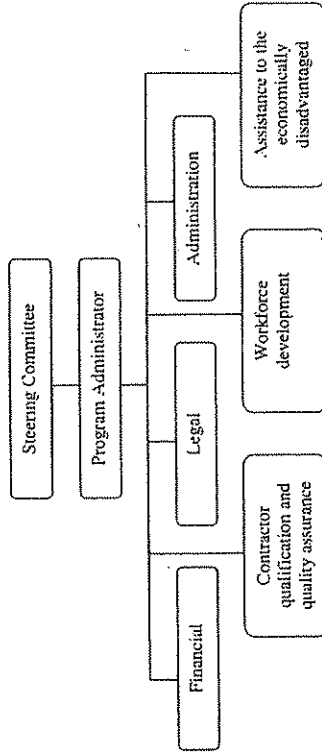 Steering Committee
Program Administrator
Financial
Legal
Administration
Contractor
qualification and
quality assurance
Workforce
development
Assistance to the
economically
disadvantaged